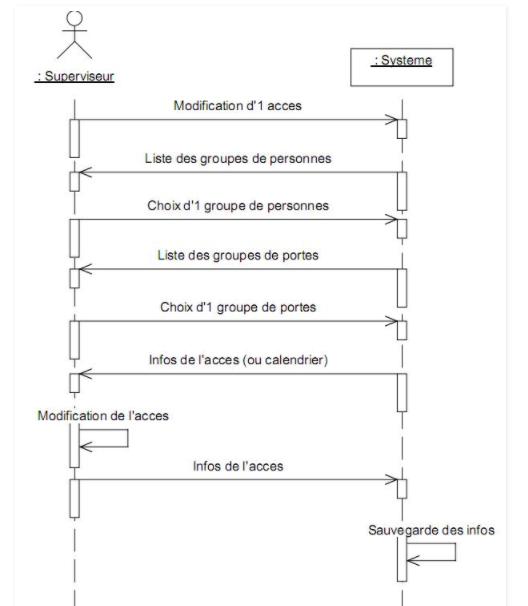 : Superviseur
: Systeme
Modification d'1 acces
Liste des groupes de personnes
Choix d'1 groupe de personnes
Liste des groupes de portes
Choix d'1 groupe de portes
Infos de l'acces (ou calendrier)
Modification de l'acces
Infos de l'acces
Sauvegarde des infos